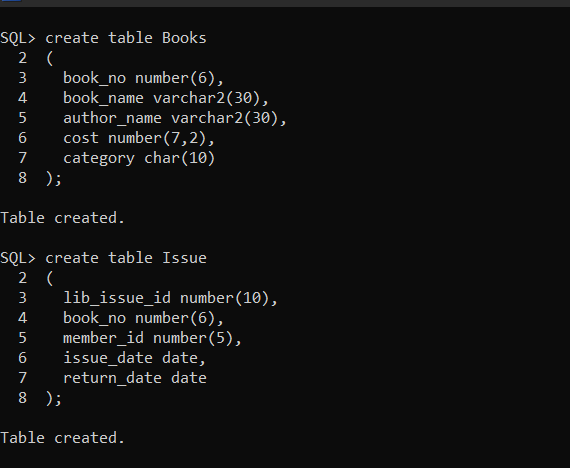 SQL> create table Books
  2  (
  3    book_no number(6),
  4    book_name varchar2(30),
  5    author_name varchar2(30),
  6    cost number(7,2),
  7    category char(10)
  8  );
Table created.
SQL> create table Issue
  2  (
  3    lib_issue_id number(10),
  4    book_no number(6),
  5    member_id number(5),
  6    issue_date date,
  7    return_date date
  8  );
Table created.